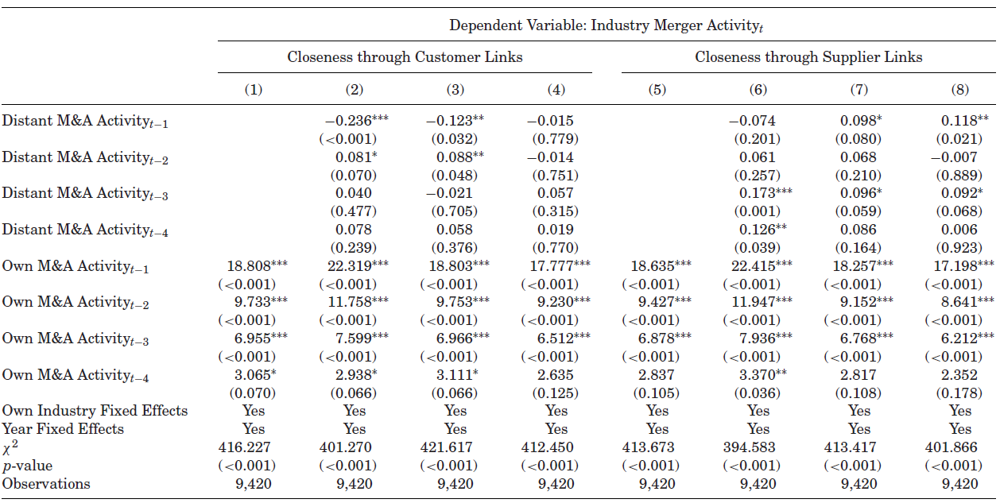 Dependent Variable: Industry Merger Activityt
Closeness through Customer Links Closeness through Supplier Links
(1) (2) (3) (4) (5) (6) (7) (8)
Distant M&A Activityt−1 −0.236*** −0.123** −0.015 −0.074 0.098* 0.118**
(<0.001) (0.032) (0.779) (0.201) (0.080) (0.021)
Distant M&A Activityt−2 0.081* 0.088** −0.014 0.061 0.068 −0.007
(0.070) (0.048) (0.751) (0.257) (0.210) (0.889)
Distant M&A Activityt−3 0.040 −0.021 0.057 0.173*** 0.096* 0.092*
(0.477) (0.705) (0.315) (0.001) (0.059) (0.068)
Distant M&A Activityt−4 0.078 0.058 0.019 0.126** 0.086 0.006
(0.239) (0.376) (0.770) (0.039) (0.164) (0.923)
Own M&A Activityt−1 18.808*** 22.319*** 18.803*** 17.777*** 18.635*** 22.415*** 18.257*** 17.198***
(<0.001) (<0.001) (<0.001) (<0.001) (<0.001) (<0.001) (<0.001) (<0.001)
Own M&A Activityt−2 9.733*** 11.758*** 9.753*** 9.230*** 9.427*** 11.947*** 9.152*** 8.641***
(<0.001) (<0.001) (<0.001) (<0.001) (<0.001) (<0.001) (<0.001) (<0.001)
Own M&A Activityt−3 6.955*** 7.599*** 6.966*** 6.512*** 6.878*** 7.936*** 6.768*** 6.212***
(<0.001) (<0.001) (<0.001) (<0.001) (<0.001) (<0.001) (<0.001) (<0.001)
Own M&A Activityt−4 3.065* 2.938* 3.111* 2.635 2.837 3.370** 2.817 2.352
(0.070) (0.066) (0.066) (0.125) (0.105) (0.036) (0.108) (0.178)
Own Industry Fixed Effects Yes Yes Yes Yes Yes Yes Yes Yes
Year Fixed Effects Yes Yes Yes Yes Yes Yes Yes Yes
χ2 416.227 401.270 421.617 412.450 413.673 394.583 413.417 401.866
p-value (<0.001) (<0.001) (<0.001) (<0.001) (<0.001) (<0.001) (<0.001) (<0.001)
Observations 9,420 9,420 9,420 9,420 9,420 9,420 9,420 9,420